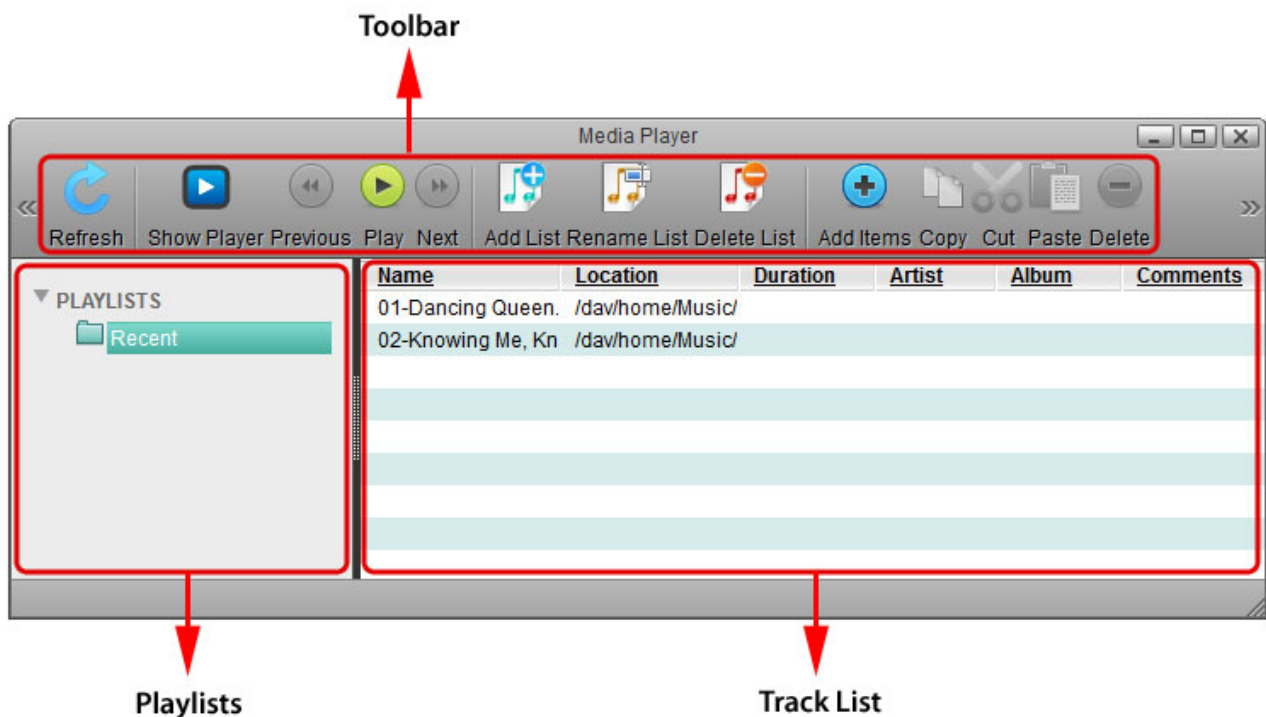 Toolbar
Media Player
Refresh Show Player Previous Play Next Add List Rename List Delete List Add Items Copy Cut Paste Delete
PLAYLISTS
Recent
Name Location Duration Artist Album Comments
01-Dancing Queen. /dav/home/Music/
02-Knowing Me, Kn /dav/home/Music/
Playlists
Track List